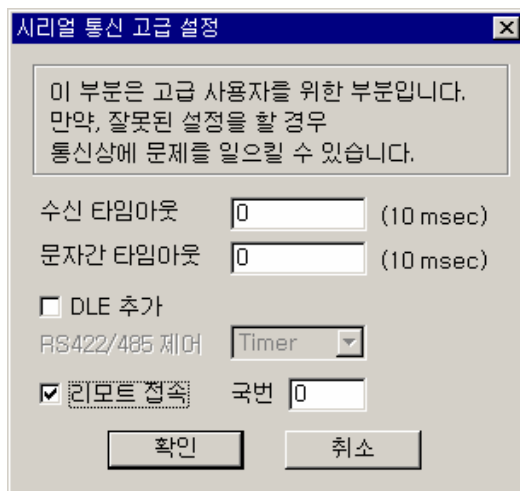 시리얼 통신 고급 설정
이 부분은 고급 사용자를 위한 부분입니다.
만약, 잘못된 설정을 할 경우
통신상에 문제를 일으킬 수 있습니다.
수신 타임아웃 0 (10 msec)
문자간 타임아웃 0 (10 msec)
DLE 추가
RS422/485 제어 Timer
리모트 접속 국번 0
확인 취소